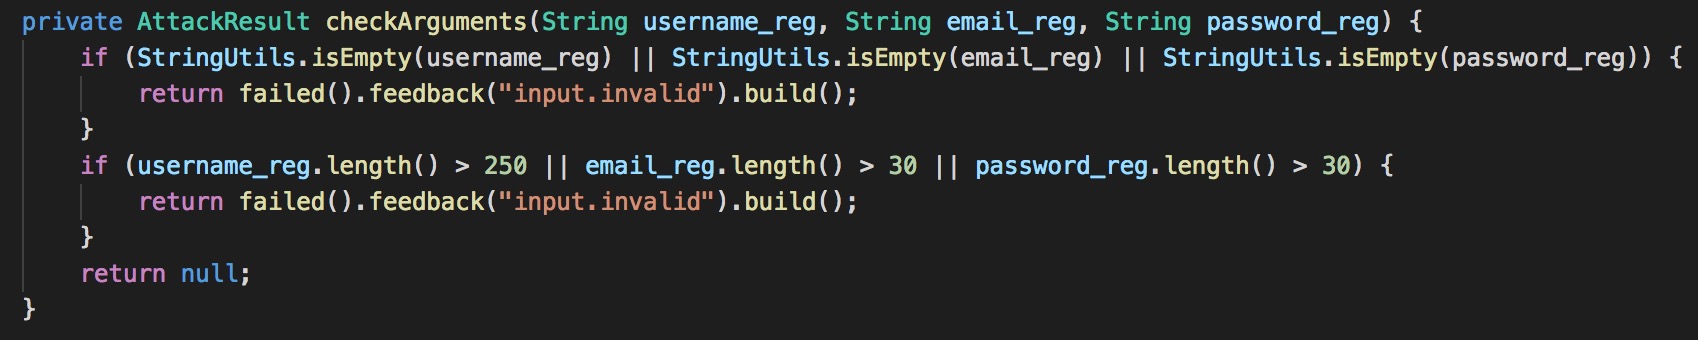 private AttackResult checkArguments(String username_reg, String email_reg, String password_reg) {
    if (StringUtils.isEmpty(username_reg) || StringUtils.isEmpty(email_reg) || StringUtils.isEmpty(password_reg)) {
        return failed().feedback("input.invalid").build();
    }
    if (username_reg.length() > 250 || email_reg.length() > 30 || password_reg.length() > 30) {
        return failed().feedback("input.invalid").build();
    }
    return null;
}